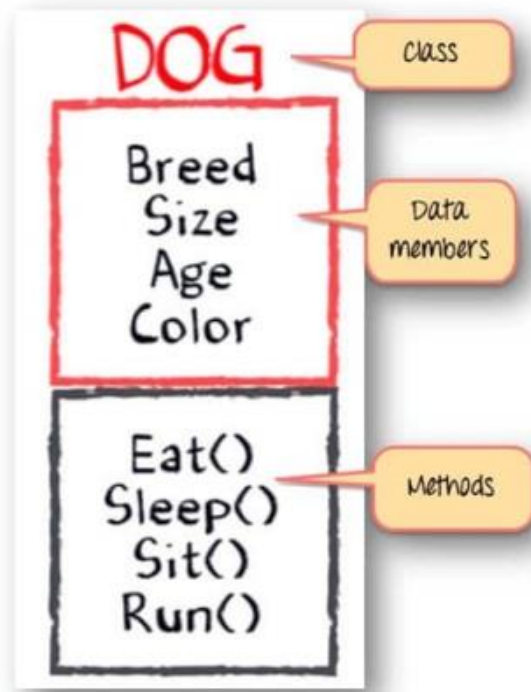 DOG
Class
Breed
Size
Age
Color
Data
members
Eat()
Sleep()
Sit()
Run()
Methods